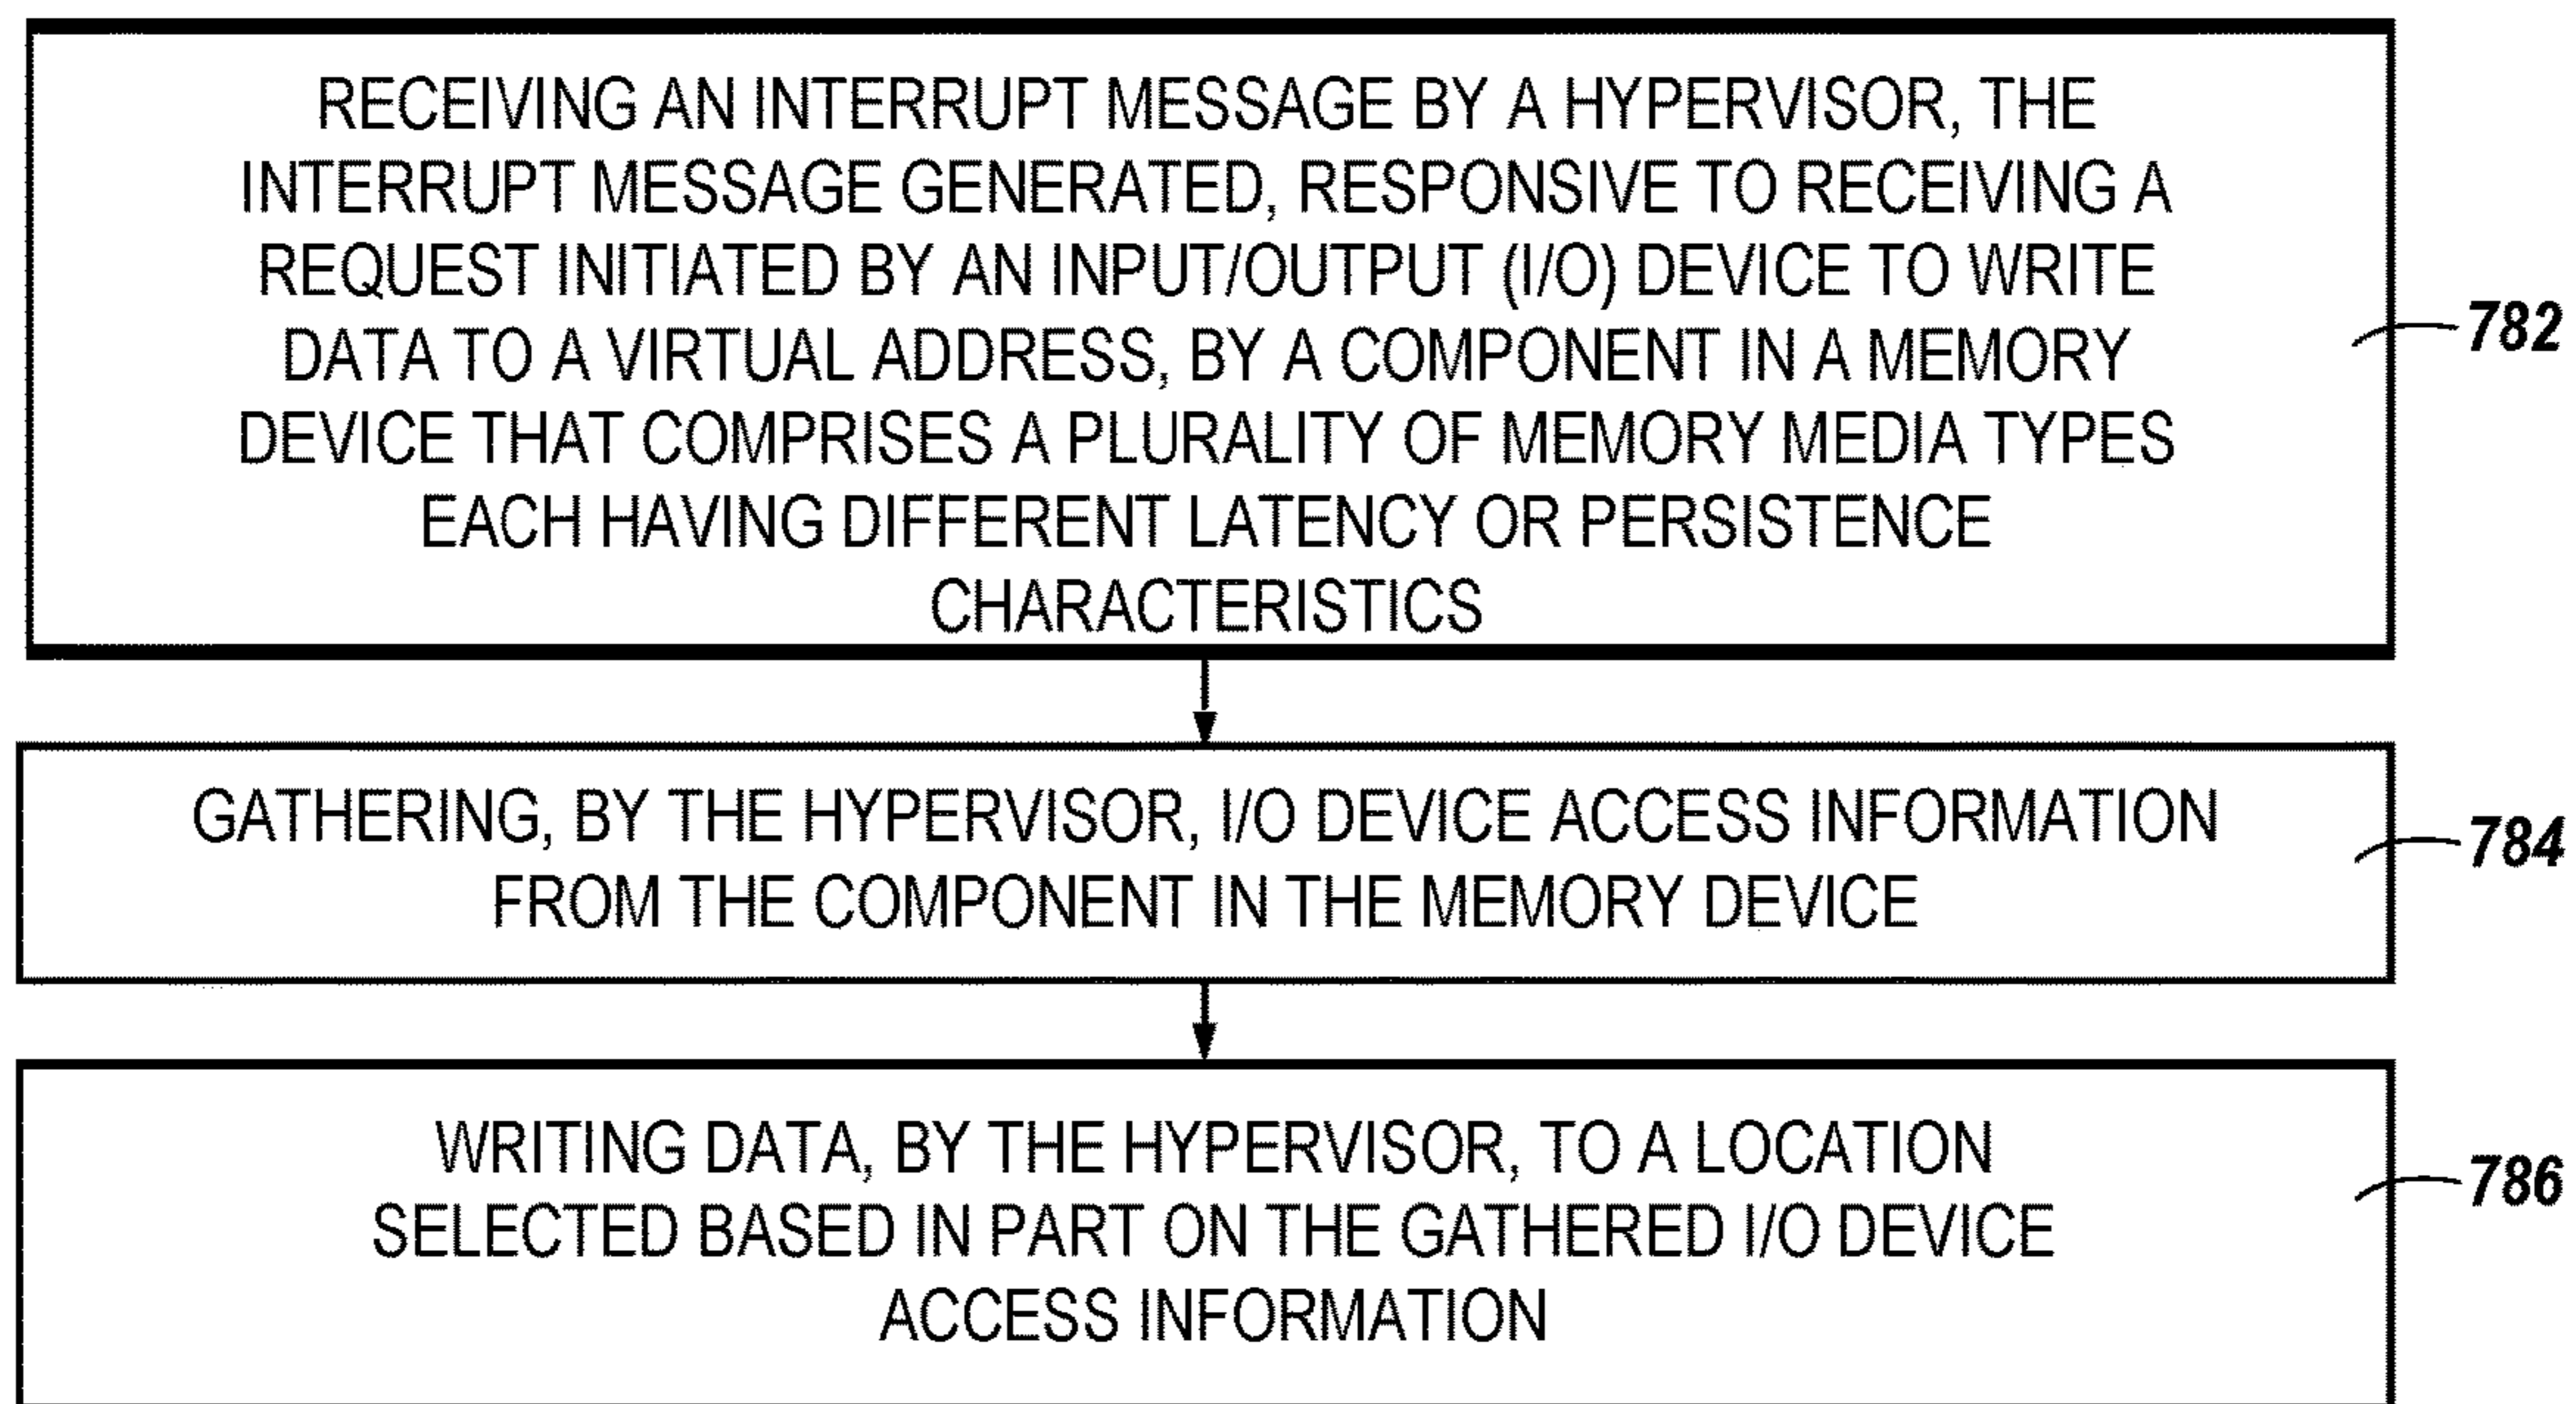 RECEIVING AN INTERRUPT MESSAGE BY A HYPERVISOR, THE
INTERRUPT MESSAGE GENERATED, RESPONSIVE TO RECEIVING A
REQUEST INITIATED BY AN INPUT/OUTPUT (I/O) DEVICE TO WRITE
DATA TO A VIRTUAL ADDRESS, BY A COMPONENT IN A MEMORY
DEVICE THAT COMPRISES A PLURALITY OF MEMORY MEDIA TYPES
EACH HAVING DIFFERENT LATENCY OR PERSISTENCE
CHARACTERISTICS
782
GATHERING, BY THE HYPERVISOR, I/O DEVICE ACCESS INFORMATION
FROM THE COMPONENT IN THE MEMORY DEVICE
784
WRITING DATA, BY THE HYPERVISOR, TO A LOCATION
SELECTED BASED IN PART ON THE GATHERED I/O DEVICE
ACCESS INFORMATION
786